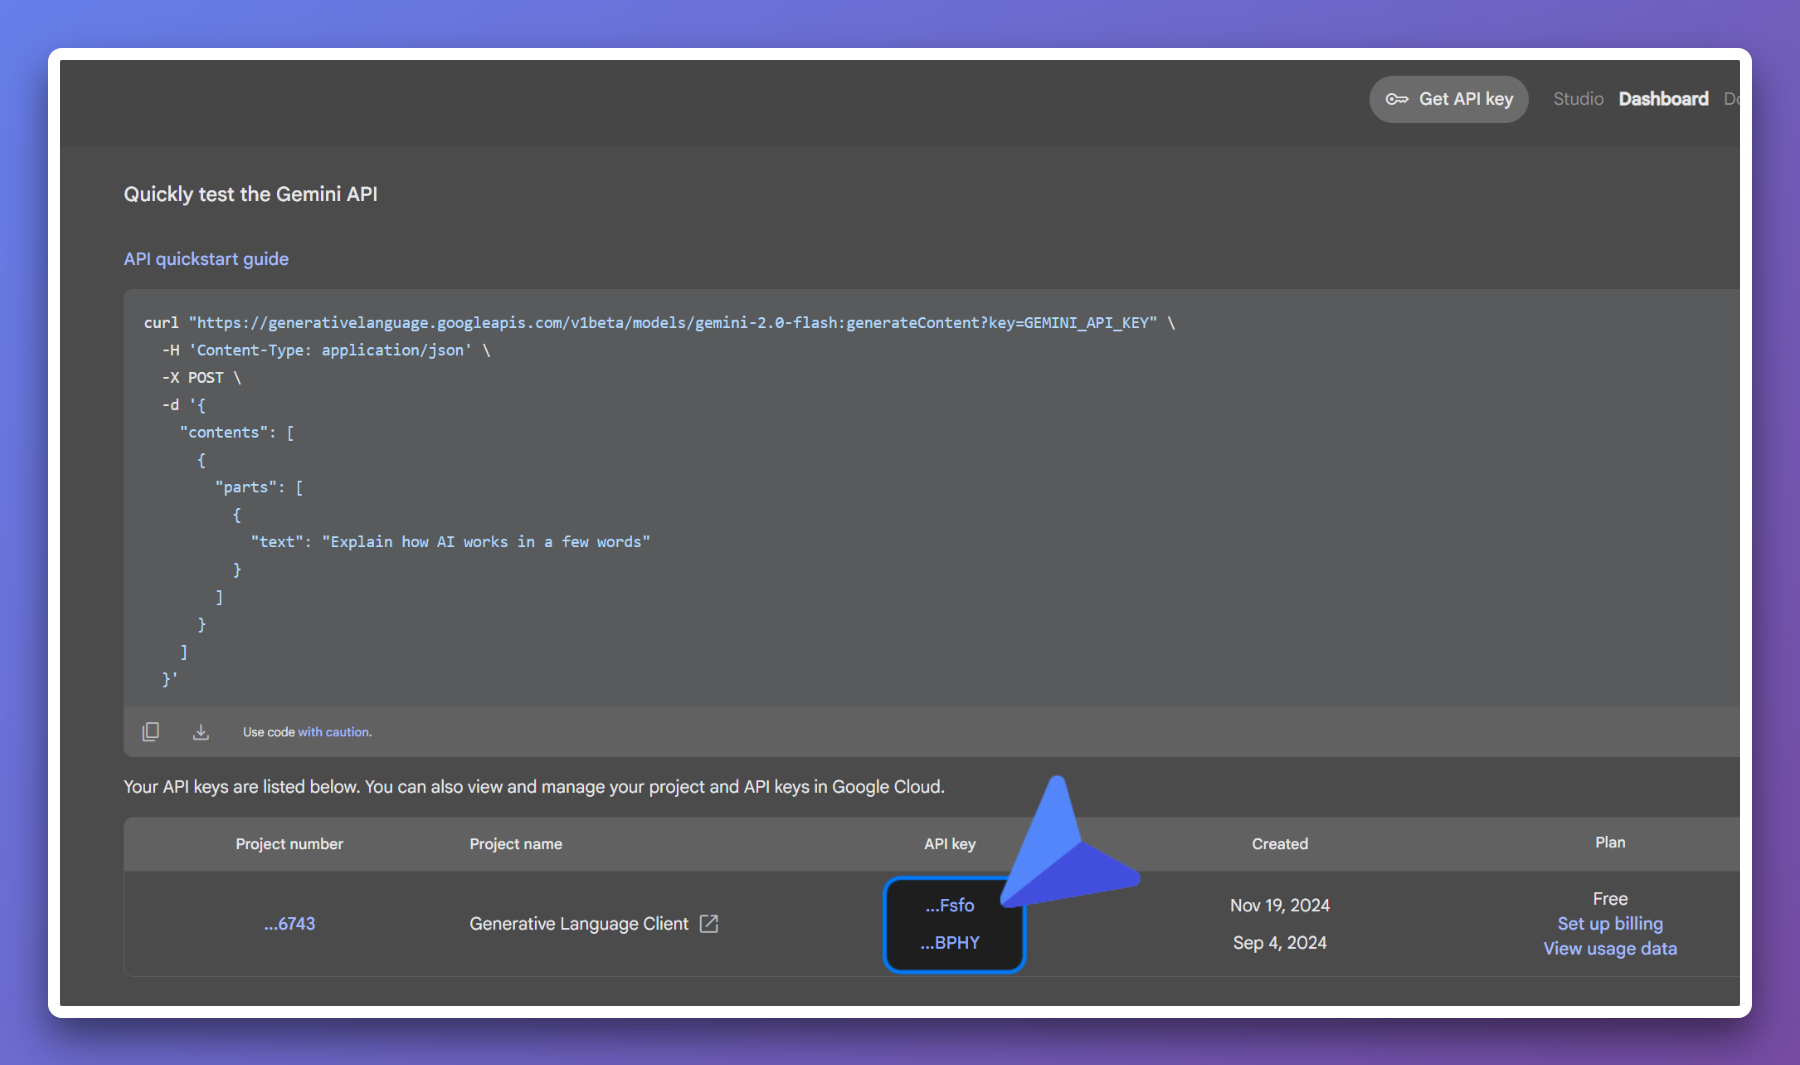 Get API key Studio Dashboard
Quickly test the Gemini API
API quickstart guide
curl "https://generativelanguage.googleapis.com/v1beta/models/gemini-2.0-flash:generateContent?key=GEMINI_API_KEY" \
-H 'Content-Type: application/json' \
-X POST \
-d '{
"contents": [
{
"parts": [
{
"text": "Explain how AI works in a few words"
}
]
}
]
}'
Use code with caution.
Your API keys are listed below. You can also view and manage your project and API keys in Google Cloud.
Project number Project name API key Created Plan
...6743 Generative Language Client ...Fsfo Nov 19, 2024 Free
Set up billing
...BPHY Sep 4, 2024 View usage data